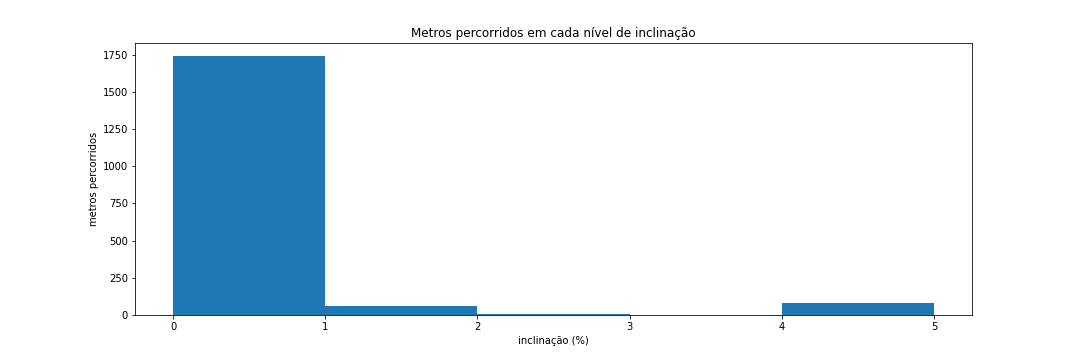 Metros percorridos em cada nível de inclinação
metros percorridos
1750
1500
1250
1000
750
500
250
0
0 1 2 3 4 5
inclinação (%)